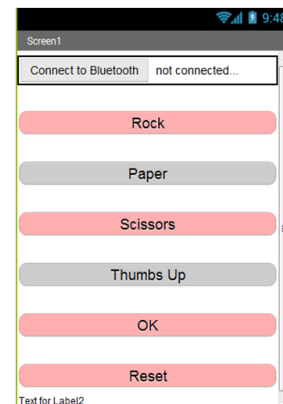 9:48
Screen1
Connect to Bluetooth not connected...
Rock
Paper
Scissors
Thumbs Up
OK
Reset
Text for Label2